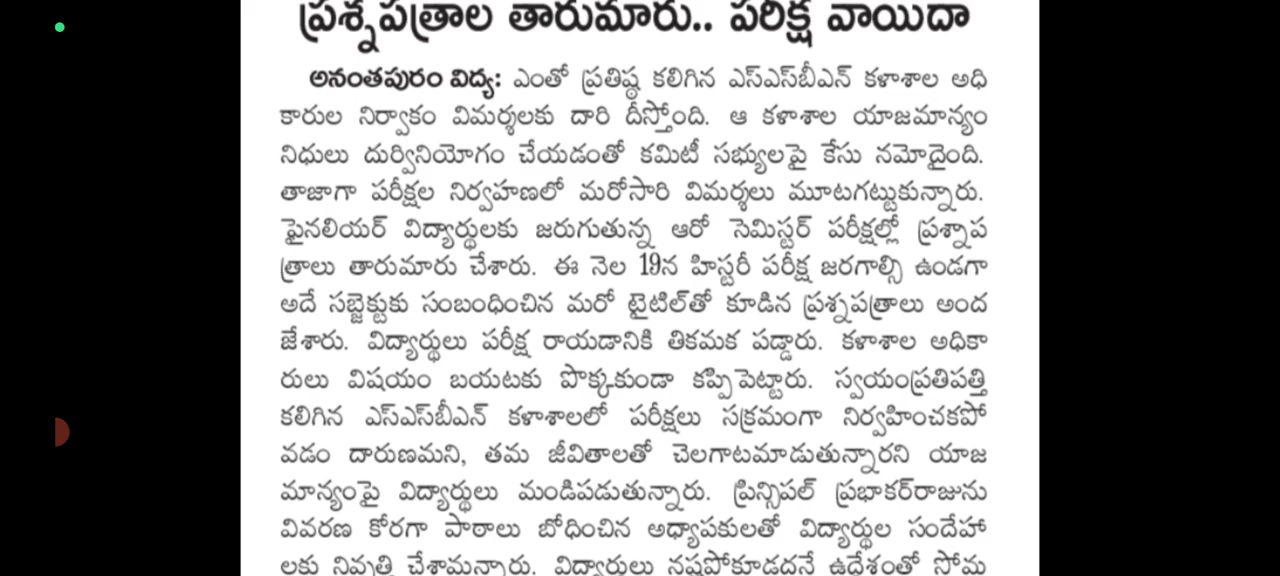 ప్రశ్నపత్రాల తారుమారు.. పరీక్ష వాయిదా
అనంతపురం విద్య: ఎంతో ప్రతిష్ఠ కలిగిన ఎస్ఎస్‌బీఎన్ కళాశాల అధి
కారుల నిర్వాకం విమర్శలకు దారి తీస్తోంది. ఆ కళాశాల యాజమాన్యం
నిధులు దుర్వినియోగం చేయడంతో కమిటీ సభ్యులపై కేసు నమోదైంది.
తాజాగా పరీక్షల నిర్వహణలో మరోసారి విమర్శలు మూటగట్టుకున్నారు.
ఫైనలియర్ విద్యార్థులకు జరుగుతున్న ఆరో సెమిస్టర్ పరీక్షల్లో ప్రశ్నాప
త్రాలు తారుమారు చేశారు. ఈ నెల 19న హిస్టరీ పరీక్ష జరగాల్సి ఉండగా
అదే సబ్జెక్టుకు సంబంధించిన మరో టైటిల్‌తో కూడిన ప్రశ్నపత్రాలు అంద
జేశారు. విద్యార్థులు పరీక్ష రాయడానికి తికమక పడ్డారు. కళాశాల అధికా
రులు విషయం బయటకు పొక్కకుండా కప్పిపెట్టారు. స్వయంప్రతిపత్తి
కలిగిన ఎస్ఎస్‌బీఎన్ కళాశాలలో పరీక్షలు సక్రమంగా నిర్వహించకపో
వడం దారుణమని, తమ జీవితాలతో చెలగాటమాడుతున్నారని యాజ
మాన్యంపై విద్యార్థులు మండిపడుతున్నారు. ప్రిన్సిపల్ ప్రభాకర్‌రాజును
వివరణ కోరగా పాఠాలు బోధించిన అధ్యాపకులతో విద్యార్థుల సందేహా
లకు నివృత్తి చేశామన్నారు. విద్యార్థులు నష్టపోకూడదనే ఉద్దేశంతో సోమ